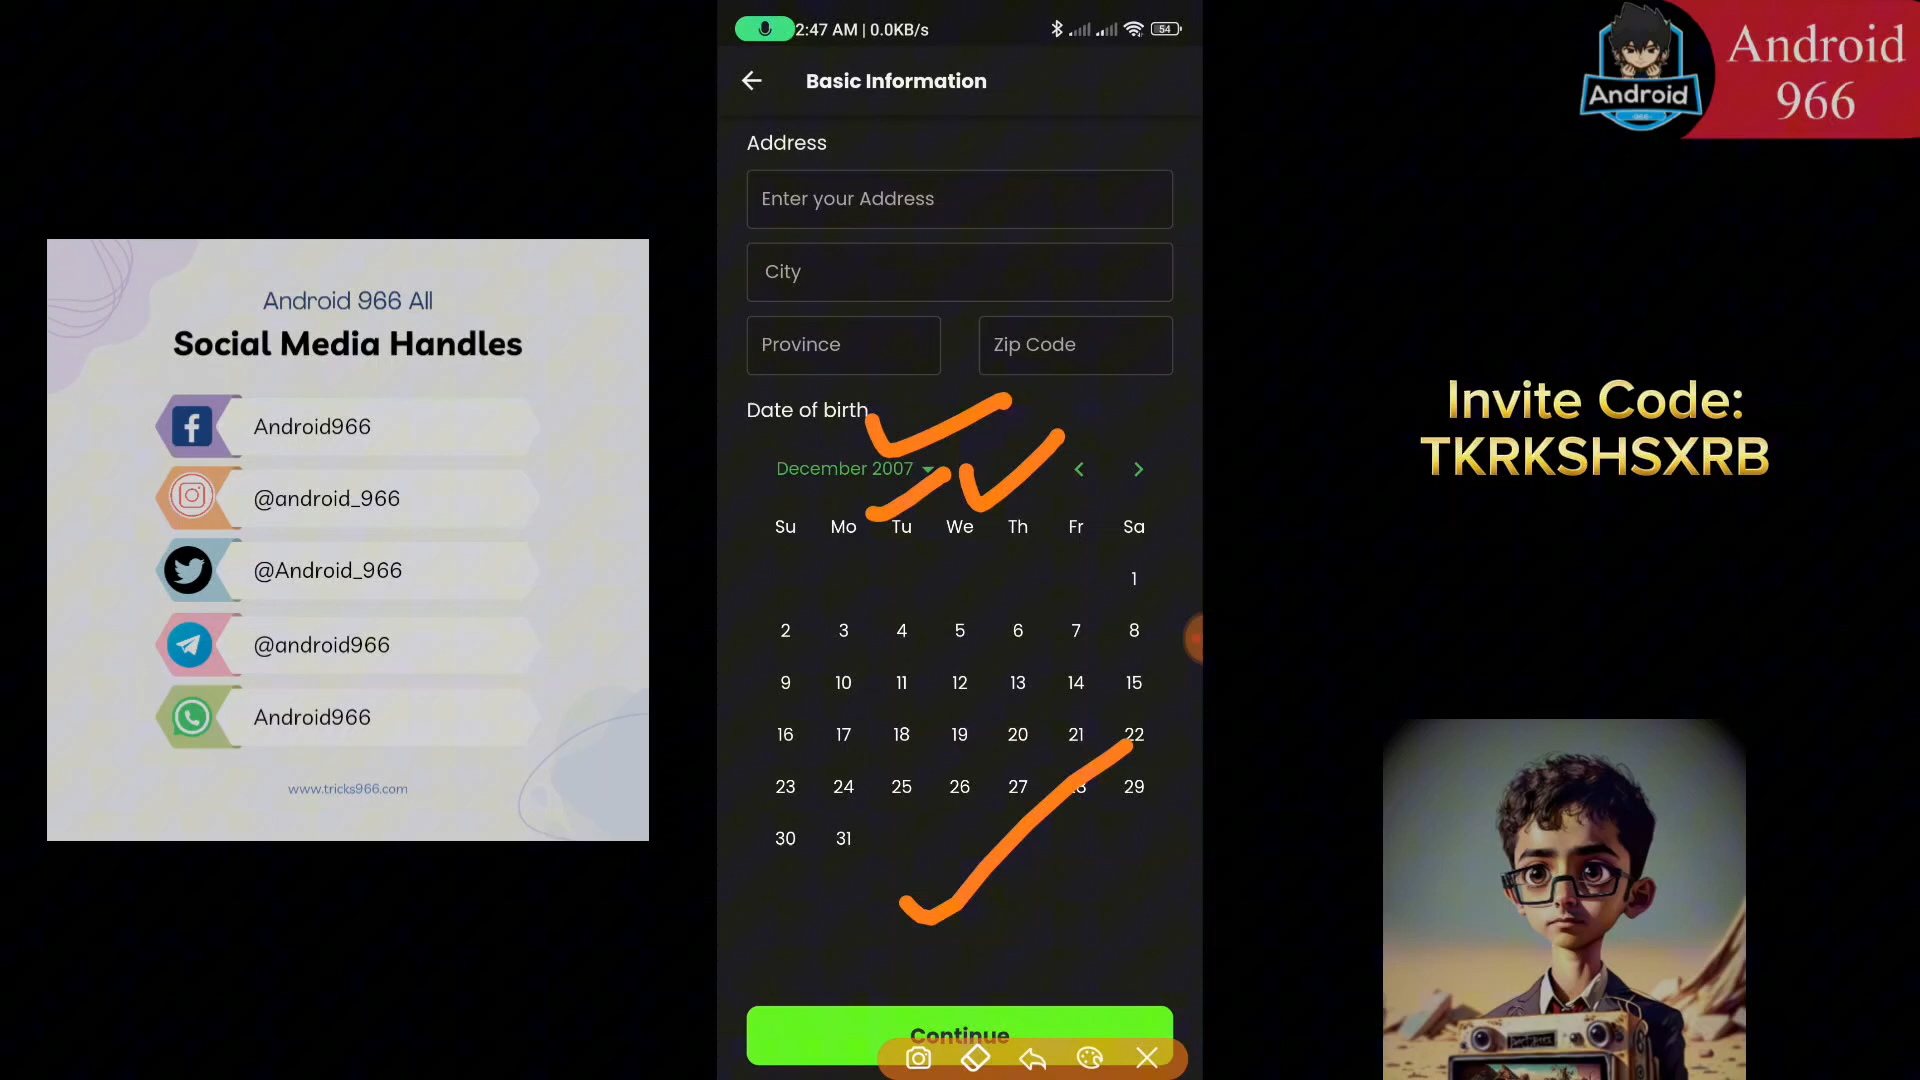 Android 966 All
Social Media Handles
Android966
@android_966
@Android_966
@android966
Android966
www.tricks966.com
2:47 AM | 0.0KB/s
54
Basic Information
Address
Enter your Address
City
Province
Zip Code
Date of birth
December 2007
Su Mo Tu We Th Fr Sa
1
2 3 4 5 6 7 8
9 10 11 12 13 14 15
16 17 18 19 20 21 22
23 24 25 26 27 28 29
30 31
Continue
Android
966
Android
966
Invite Code:
TKRKSHSXRB